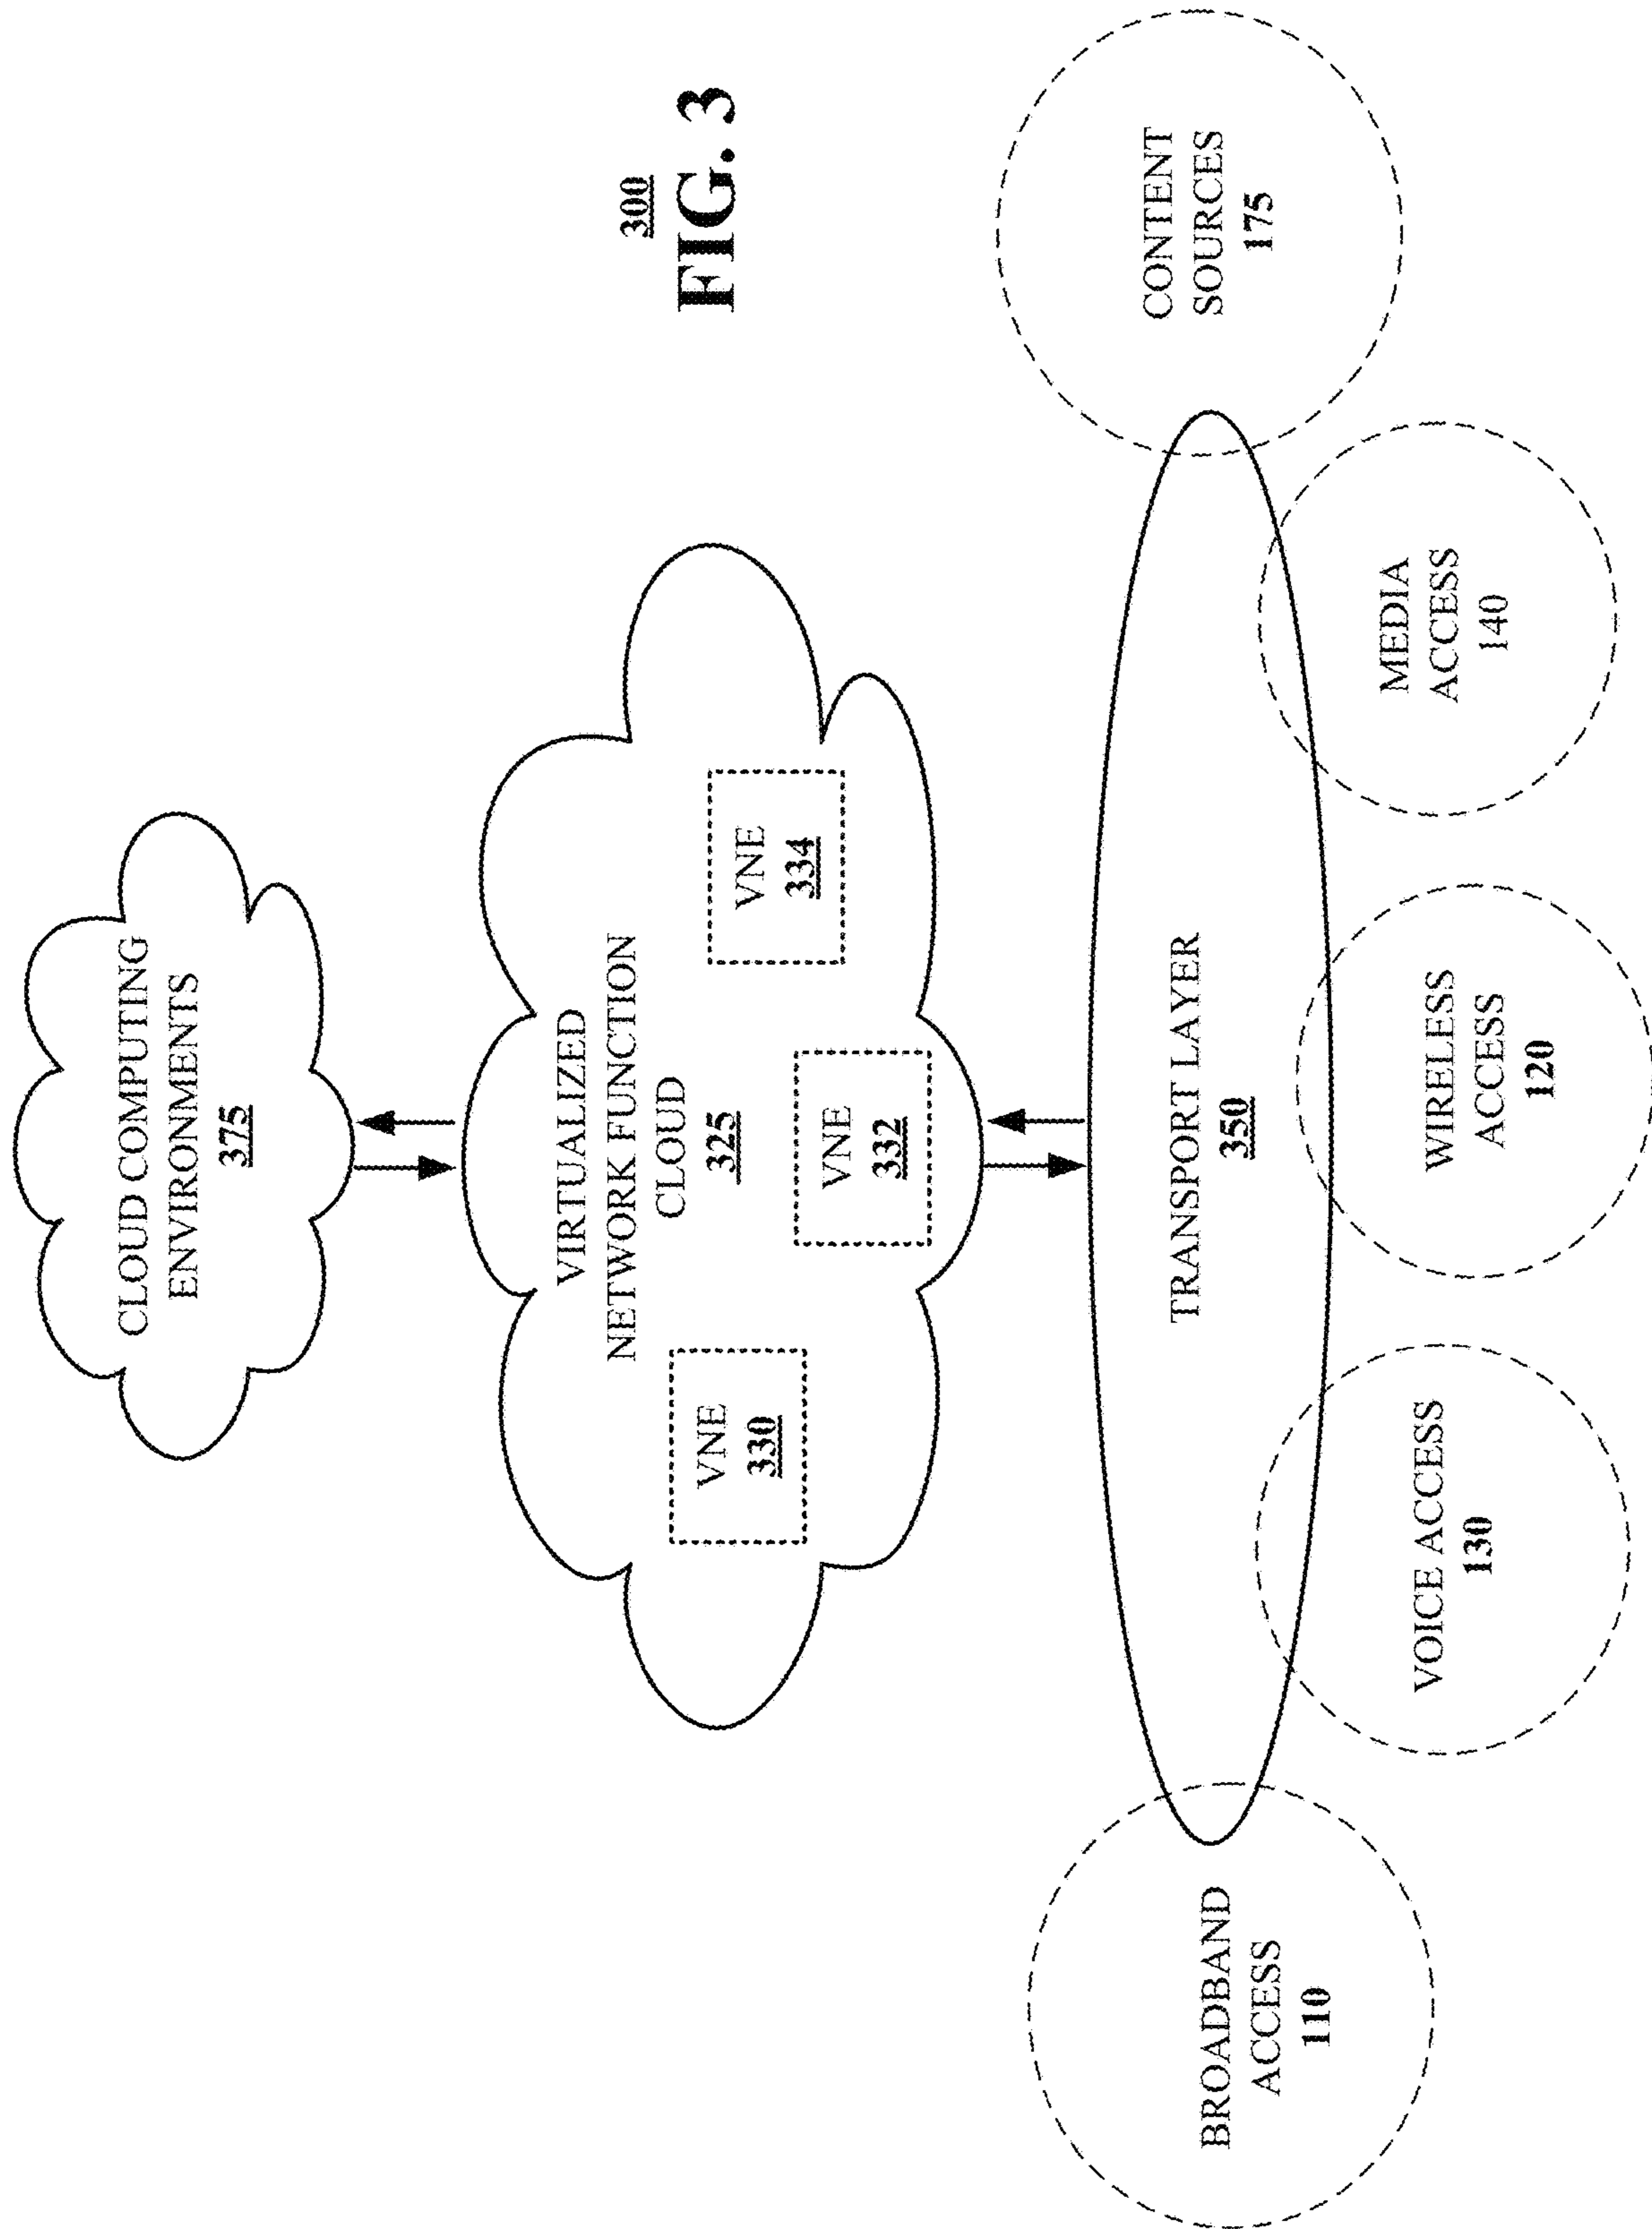 CLOUD COMPUTING
ENVIRONMENTS
375
VIRTUALIZED
NETWORK FUNCTION
CLOUD
325
VNE
330
VNE
332
VNE
334
300
FIG. 3
TRANSPORT LAYER
350
BROADBAND
ACCESS
110
VOICE ACCESS
130
WIRELESS
ACCESS
120
MEDIA
ACCESS
140
CONTENT
SOURCES
175